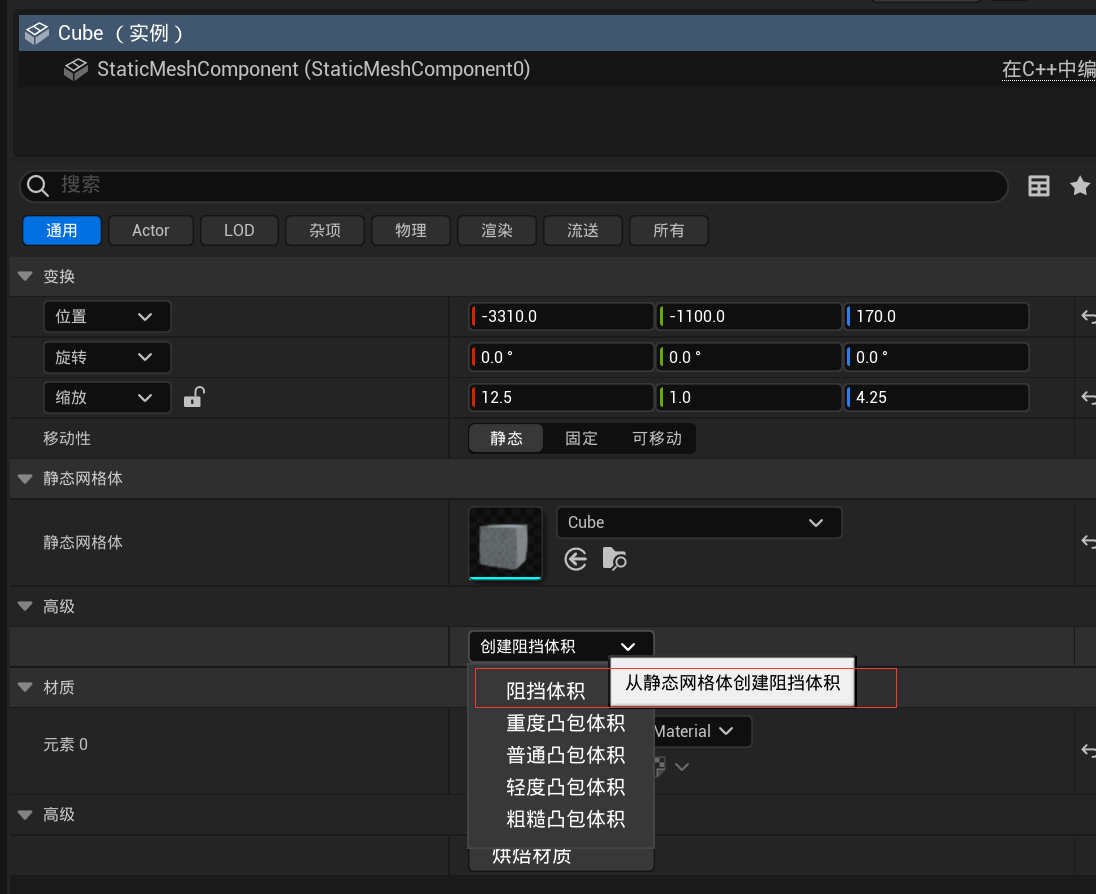 Cube （实例）
StaticMeshComponent (StaticMeshComponent0)
在C++中编
搜索
通用 Actor LOD 杂项 物理 渲染 流送 所有
变换
位置 -3310.0 -1100.0 170.0
旋转 0.0 ° 0.0 ° 0.0 °
缩放 12.5 1.0 4.25
移动性 静态 固定 可移动
静态网格体
静态网格体 Cube
高级
创建阻挡体积
材质
阻挡体积 从静态网格体创建阻挡体积
重度凸包体积
元素 0 Material
普通凸包体积
轻度凸包体积
高级
粗糙凸包体积
烘焙材质